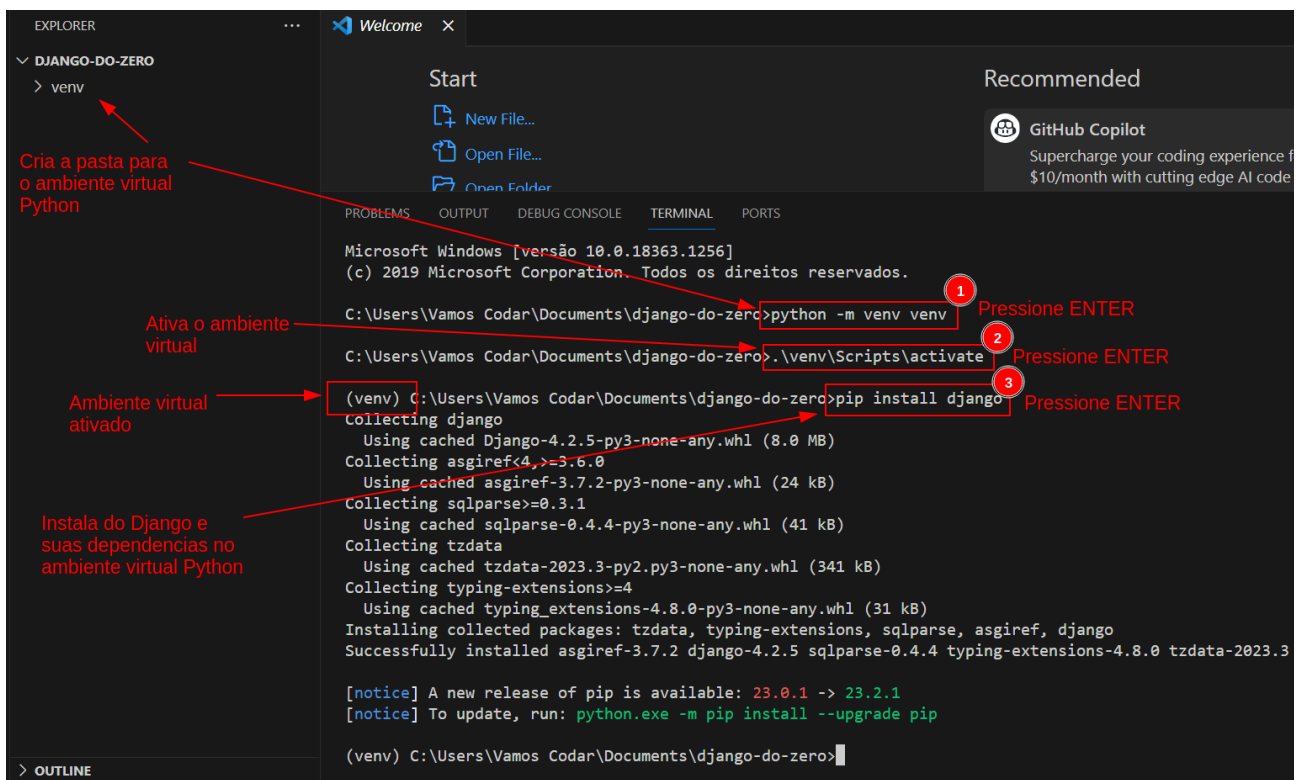 EXPLORER
Welcome
DJANGO-DO-ZERO
venv
Cria a pasta para
o ambiente virtual
Python
Ativa o ambiente
virtual
Ambiente virtual
ativado
Instala do Django e
suas dependencias no
ambiente virtual Python
OUTLINE
Start
New File...
Open File...
Open Folder
Recommended
GitHub Copilot
Supercharge your coding experience f
$10/month with cutting edge AI code
PROBLEMS OUTPUT DEBUG CONSOLE TERMINAL PORTS
Microsoft Windows [versão 10.0.18363.1256]
(c) 2019 Microsoft Corporation. Todos os direitos reservados.
1
C:\Users\Vamos Codar\Documents\django-do-zero>python -m venv venv Pressione ENTER
2
C:\Users\Vamos Codar\Documents\django-do-zero>.\venv\Scripts\activate Pressione ENTER
3
(venv) C:\Users\Vamos Codar\Documents\django-do-zero>pip install django Pressione ENTER
Collecting django
Using cached Django-4.2.5-py3-none-any.whl (8.0 MB)
Collecting asgiref<4,>=3.6.0
Using cached asgiref-3.7.2-py3-none-any.whl (24 kB)
Collecting sqlparse>=0.3.1
Using cached sqlparse-0.4.4-py3-none-any.whl (41 kB)
Collecting tzdata
Using cached tzdata-2023.3-py2.py3-none-any.whl (341 kB)
Collecting typing-extensions>=4
Using cached typing_extensions-4.8.0-py3-none-any.whl (31 kB)
Installing collected packages: tzdata, typing-extensions, sqlparse, asgiref, django
Successfully installed asgiref-3.7.2 django-4.2.5 sqlparse-0.4.4 typing-extensions-4.8.0 tzdata-2023.3
[notice] A new release of pip is available: 23.0.1 -> 23.2.1
[notice] To update, run: python.exe -m pip install --upgrade pip
(venv) C:\Users\Vamos Codar\Documents\django-do-zero>